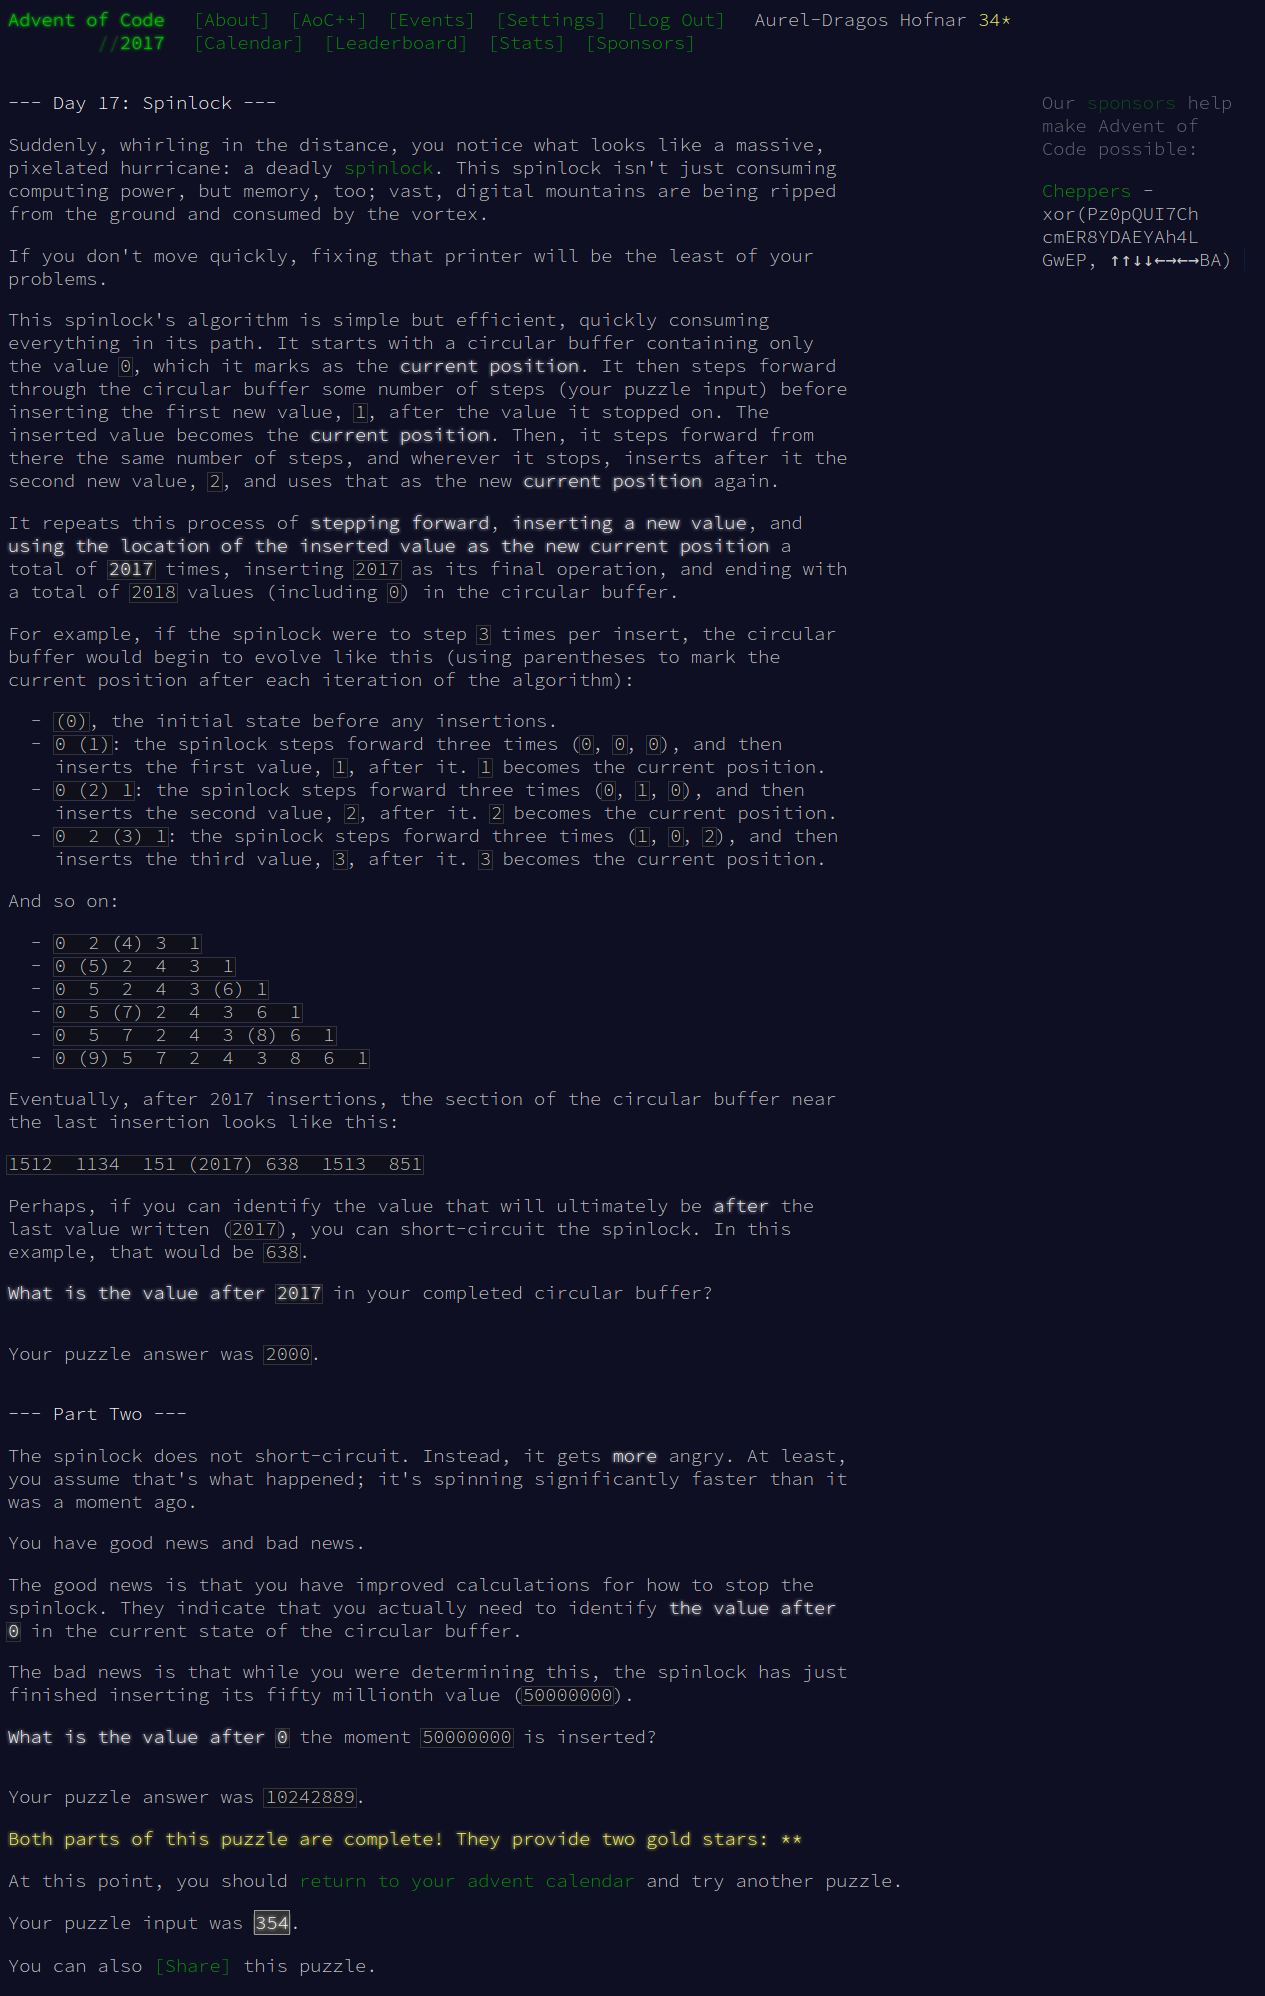 Advent of Code [About] [AoC++] [Events] [Settings] [Log Out] Aurel-Dragos Hofnar 34*
//2017 [Calendar] [Leaderboard] [Stats] [Sponsors]
--- Day 17: Spinlock ---
Suddenly, whirling in the distance, you notice what looks like a massive,
pixelated hurricane: a deadly spinlock. This spinlock isn't just consuming
computing power, but memory, too; vast, digital mountains are being ripped
from the ground and consumed by the vortex.
If you don't move quickly, fixing that printer will be the least of your
problems.
This spinlock's algorithm is simple but efficient, quickly consuming
everything in its path. It starts with a circular buffer containing only
the value 0, which it marks as the current position. It then steps forward
through the circular buffer some number of steps (your puzzle input) before
inserting the first new value, 1, after the value it stopped on. The
inserted value becomes the current position. Then, it steps forward from
there the same number of steps, and wherever it stops, inserts after it the
second new value, 2, and uses that as the new current position again.
It repeats this process of stepping forward, inserting a new value, and
using the location of the inserted value as the new current position a
total of 2017 times, inserting 2017 as its final operation, and ending with
a total of 2018 values (including 0) in the circular buffer.
For example, if the spinlock were to step 3 times per insert, the circular
buffer would begin to evolve like this (using parentheses to mark the
current position after each iteration of the algorithm):
- (0), the initial state before any insertions.
- 0 (1): the spinlock steps forward three times (0, 0, 0), and then
inserts the first value, 1, after it. 1 becomes the current position.
- 0 (2) 1: the spinlock steps forward three times (0, 1, 0), and then
inserts the second value, 2, after it. 2 becomes the current position.
- 0  2 (3) 1: the spinlock steps forward three times (1, 0, 2), and then
inserts the third value, 3, after it. 3 becomes the current position.
And so on:
- 0  2 (4) 3  1
- 0 (5) 2  4  3  1
- 0  5  2  4  3 (6) 1
- 0  5 (7) 2  4  3  6  1
- 0  5  7  2  4  3 (8) 6  1
- 0 (9) 5  7  2  4  3  8  6  1
Eventually, after 2017 insertions, the section of the circular buffer near
the last insertion looks like this:
1512  1134  151 (2017) 638  1513  851
Perhaps, if you can identify the value that will ultimately be after the
last value written (2017), you can short-circuit the spinlock. In this
example, that would be 638.
What is the value after 2017 in your completed circular buffer?
Your puzzle answer was 2000.
--- Part Two ---
The spinlock does not short-circuit. Instead, it gets more angry. At least,
you assume that's what happened; it's spinning significantly faster than it
was a moment ago.
You have good news and bad news.
The good news is that you have improved calculations for how to stop the
spinlock. They indicate that you actually need to identify the value after
0 in the current state of the circular buffer.
The bad news is that while you were determining this, the spinlock has just
finished inserting its fifty millionth value (50000000).
What is the value after 0 the moment 50000000 is inserted?
Your puzzle answer was 10242889.
Both parts of this puzzle are complete! They provide two gold stars: **
At this point, you should return to your advent calendar and try another puzzle.
Your puzzle input was 354.
You can also [Share] this puzzle.
Our sponsors help
make Advent of
Code possible:
Cheppers -
xor(Pz0pQUI7Ch
cmER8YDAEYAh4L
GwEP, ↑↑↓↓←→←→BA)